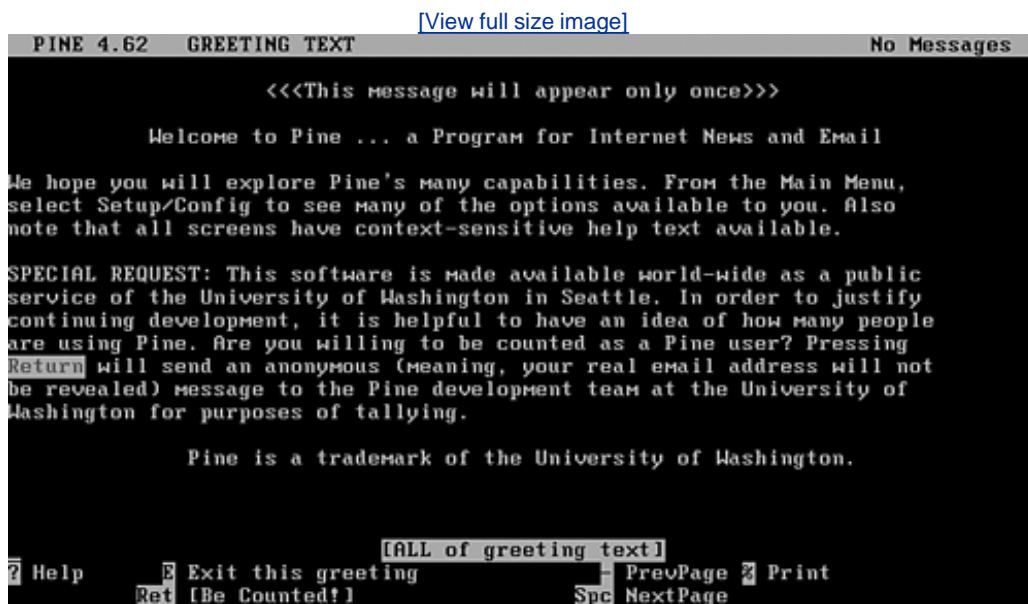 [View full size image]
PINE 4.62 GREETING TEXT No Messages
<<<This message will appear only once>>>
Welcome to Pine ... a Program for Internet News and Email
We hope you will explore Pine's many capabilities. From the Main Menu,
select Setup/Config to see many of the options available to you. Also
note that all screens have context-sensitive help text available.
SPECIAL REQUEST: This software is made available world-wide as a public
service of the University of Washington in Seattle. In order to justify
continuing development, it is helpful to have an idea of how many people
are using Pine. Are you willing to be counted as a Pine user? Pressing
Return will send an anonymous (meaning, your real email address will not
be revealed) message to the Pine development team at the University of
Washington for purposes of tallying.
Pine is a trademark of the University of Washington.
[ALL of greeting text]
? Help E Exit this greeting - PrevPage % Print
Ret [Be Counted!] Spc NextPage